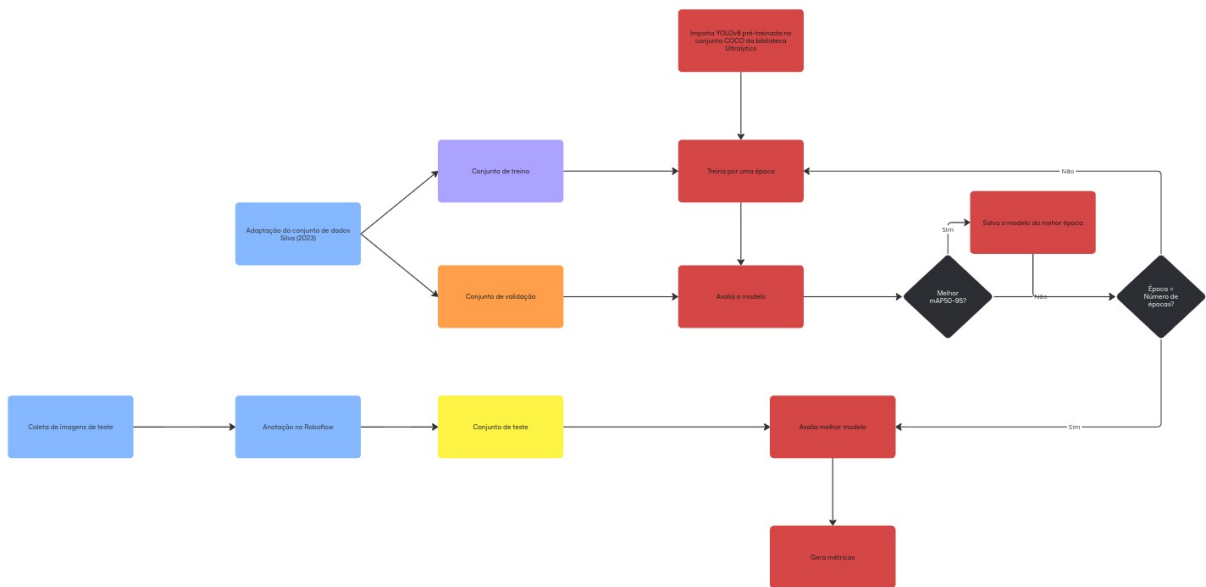 Importa YOLOv8 pré-treinada no
conjunto COCO da biblioteca
Ultralytics
Conjunto de treino
Treina por uma época
Não
Adaptação do conjunto de dados
Silva (2023)
Salva o modelo da melhor época
Sim
Conjunto de validação
Avalia o modelo
Melhor
mAP50-95?
Não
Época =
Número de
épocas?
Coleta de imagens de teste
Anotação no Roboflow
Conjunto de teste
Avalia melhor modelo
Sim
Gera métricas